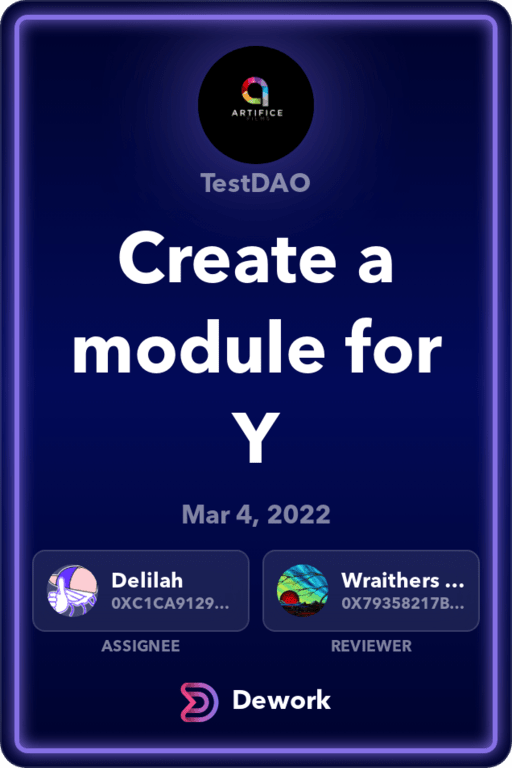 ARTIFICE
TestDAO
Create a
module for
Y
Mar 4, 2022
Delilah
0XC1CA9129...
Wraithers ...
0X79358217B...
ASSIGNEE
REVIEWER
Dework